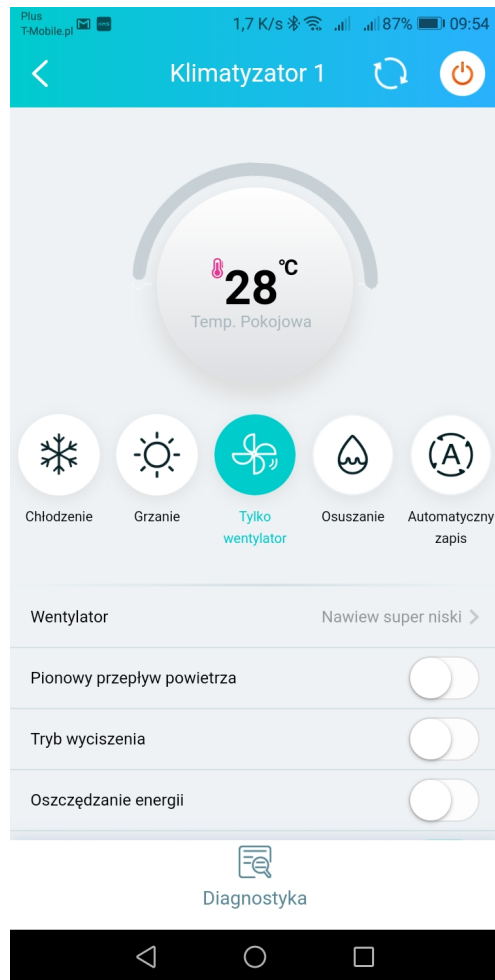 Plus
T-Mobile.pl
1,7 K/s
87%
09:54
Klimatyzator 1
28°C
Temp. Pokojowa
Chłodzenie
Grzanie
Tylko
wentylator
Osuszanie
Automatyczny
zapis
Wentylator
Nawiew super niski
Pionowy przepływ powietrza
Tryb wyciszenia
Oszczędzanie energii
Diagnostyka